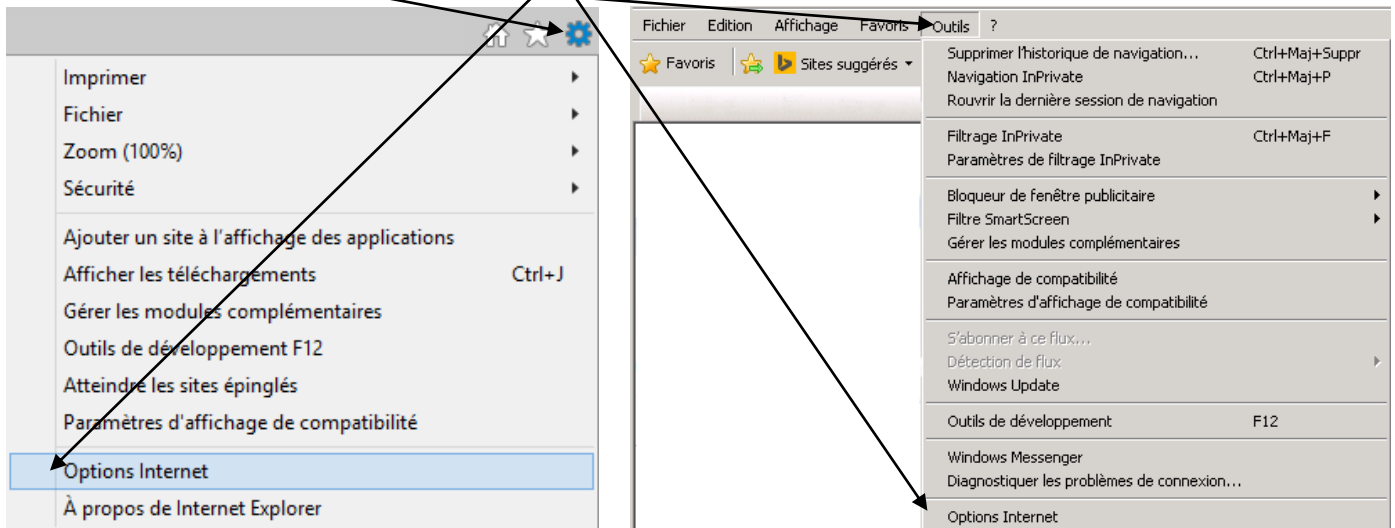 Imprimer
Fichier
Zoom (100%)
Sécurité
Ajouter un site à l'affichage des applications
Afficher les téléchargements Ctrl+J
Gérer les modules complémentaires
Outils de développement F12
Atteindre les sites épinglés
Paramètres d'affichage de compatibilité
Options Internet
À propos de Internet Explorer
Fichier Edition Affichage Favoris Outils ?
Favoris Sites suggérés
Supprimer l'historique de navigation... Ctrl+Maj+Suppr
Navigation InPrivate Ctrl+Maj+P
Rouvrir la dernière session de navigation
Filtrage InPrivate Ctrl+Maj+F
Paramètres de filtrage InPrivate
Bloqueur de fenêtre publicitaire
Filtre SmartScreen
Gérer les modules complémentaires
Affichage de compatibilité
Paramètres d'affichage de compatibilité
S'abonner à ce flux...
Détection de flux
Windows Update
Outils de développement F12
Windows Messenger
Diagnostiquer les problèmes de connexion...
Options Internet